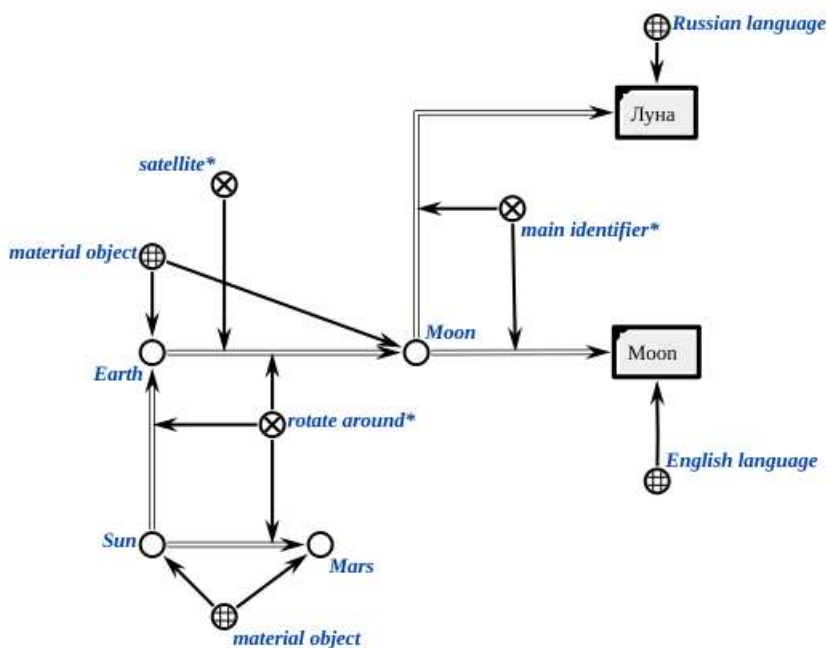 Russian language
Луна
satellite*
main identifier*
material object
Moon
Moon
Earth
rotate around*
English language
Sun
Mars
material object